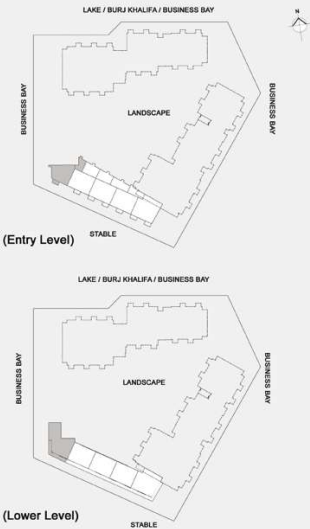 LAKE / BURJ KHALIFA / BUSINESS BAY
N
BUSINESS BAY
LANDSCAPE
BUSINESS BAY
STABLE
(Entry Level)
LAKE / BURJ KHALIFA / BUSINESS BAY
BUSINESS BAY
LANDSCAPE
BUSINESS BAY
(Lower Level)
STABLE